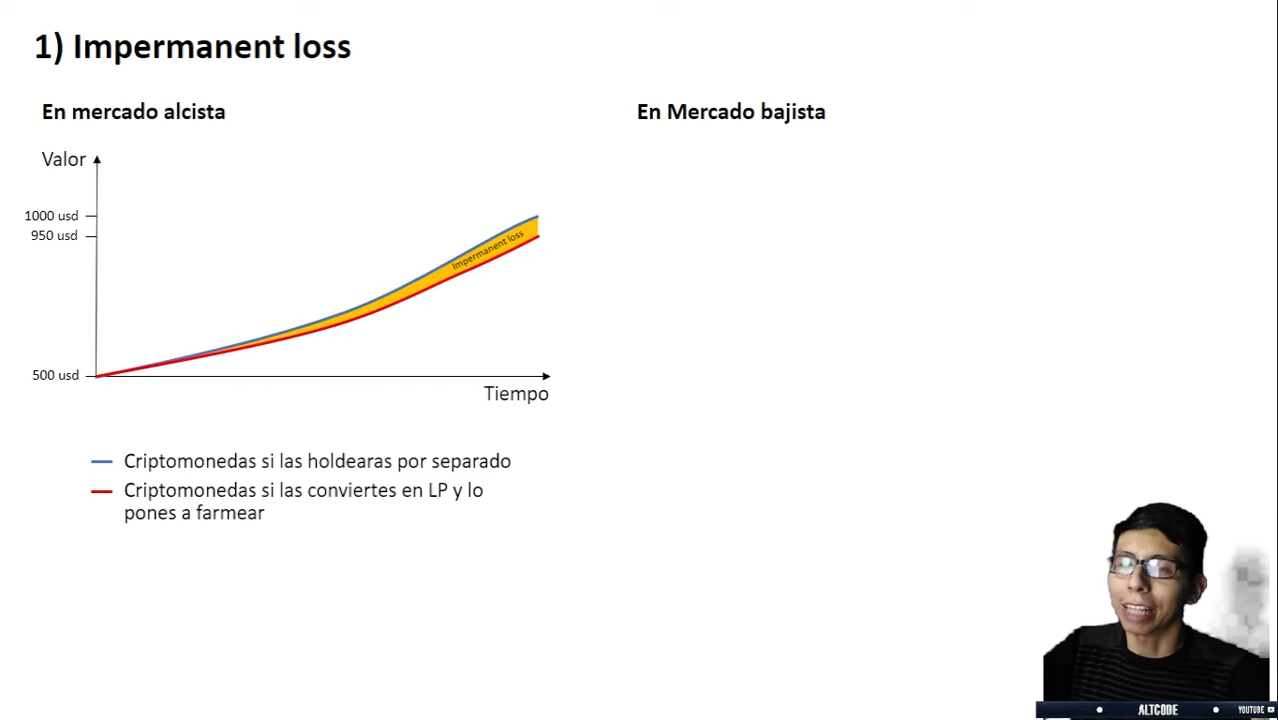 1) Impermanent loss
En mercado alcista
En Mercado bajista
Valor
1000 usd
950 usd
Impermanent loss
500 usd
Tiempo
Criptomonedas si las holdearas por separado
Criptomonedas si las conviertes en LP y lo
pones a farmear
ALTCODE
YOUTUBE